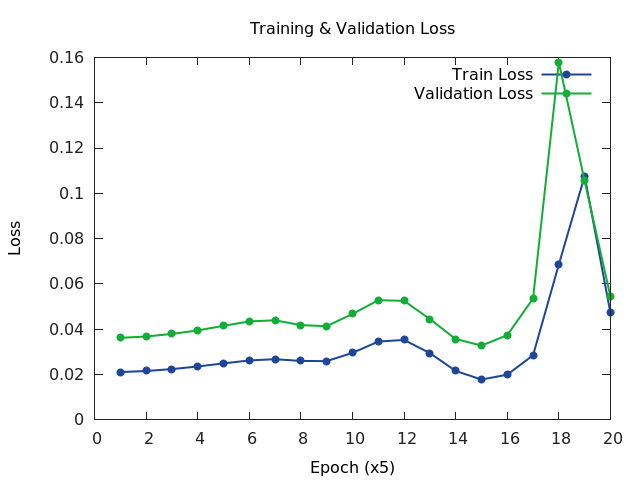 Training & Validation Loss
Train Loss
Validation Loss
0.16
0.14
0.12
0.1
0.08
0.06
0.04
0.02
0
Loss
0 2 4 6 8 10 12 14 16 18 20
Epoch (x5)